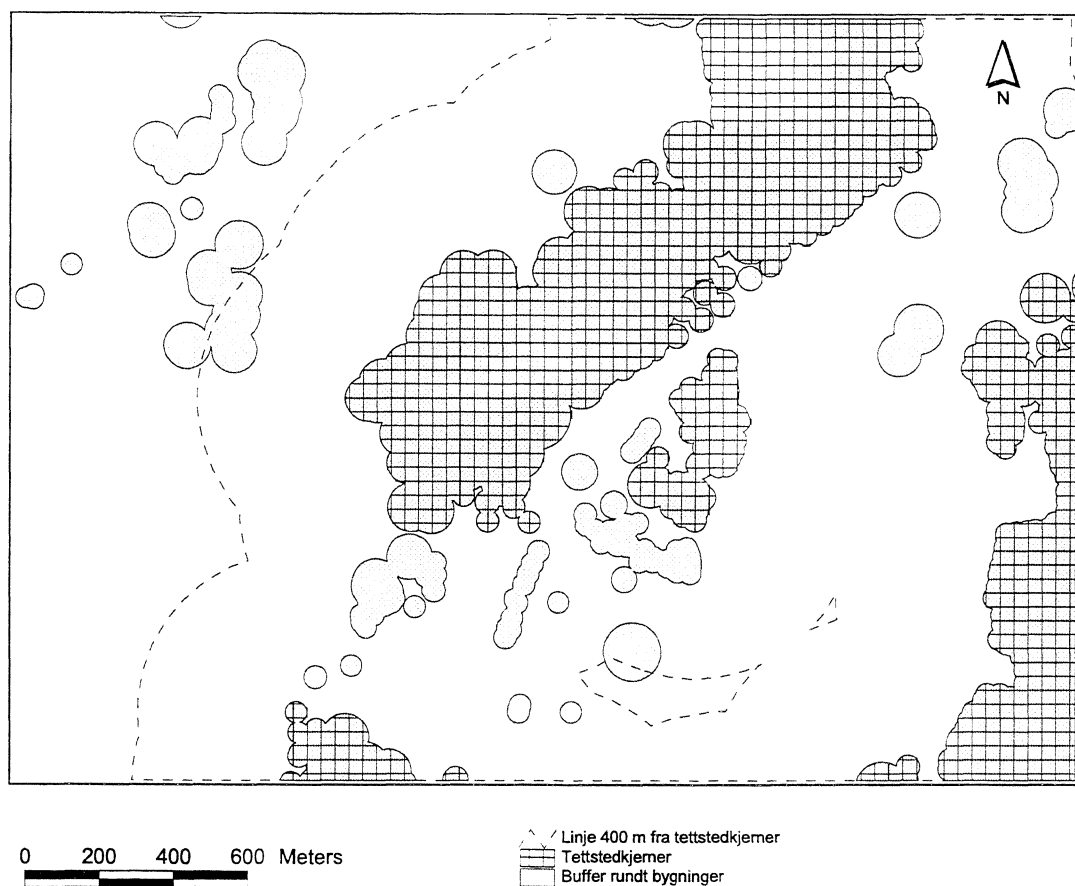 N
0 200 400 600 Meters
Linje 400 m fra tettstedkjerner
Tettstedkjerner
Buffer rundt bygninger